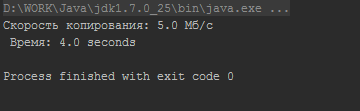 D:\WORK\Java\jdk1.7.0_25\bin\java.exe ...
Скорость копирования: 5.0 Мб/с
Время: 4.0 seconds
Process finished with exit code 0